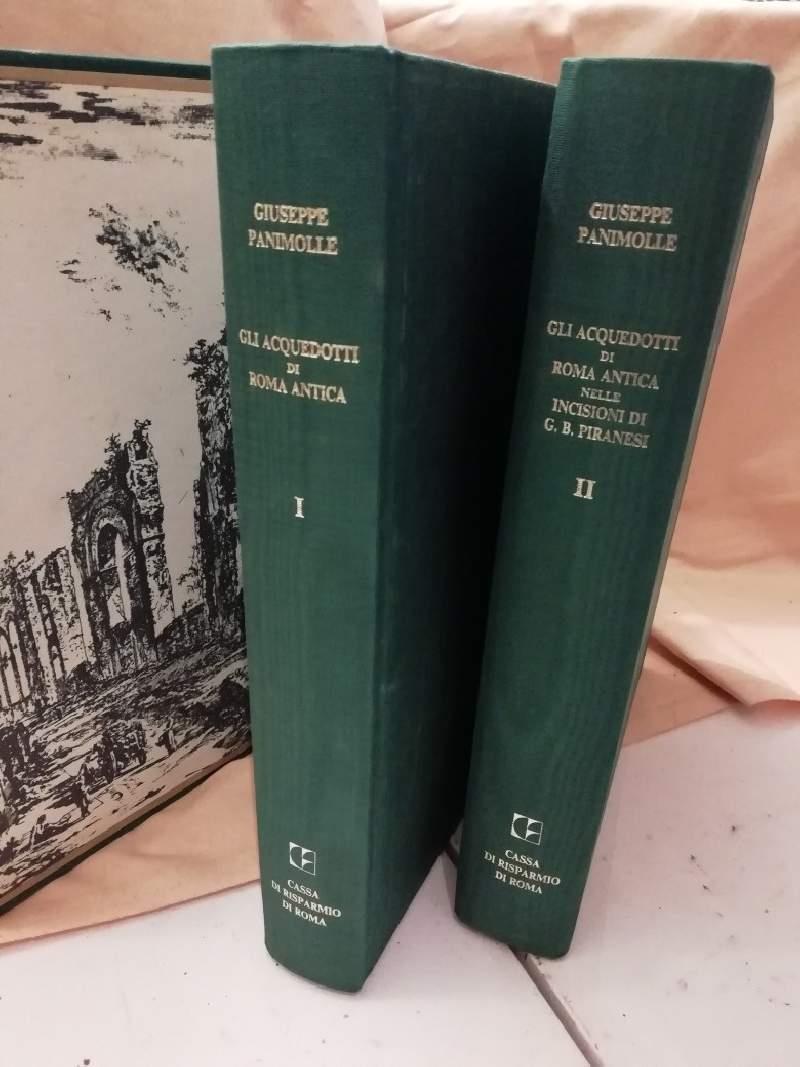 GIUSEPPE
PANIMOLLE
GLI ACQUEDOTTI
DI
ROMA ANTICA
I
CASSA
DI RISPARMIO
DI ROMA
GIUSEPPE
PANIMOLLE
GLI ACQUEDOTTI
DI
ROMA ANTICA
NELLE
INCISIONI DI
G. B. PIRANESI
II
CASSA
DI RISPARMIO
DI ROMA